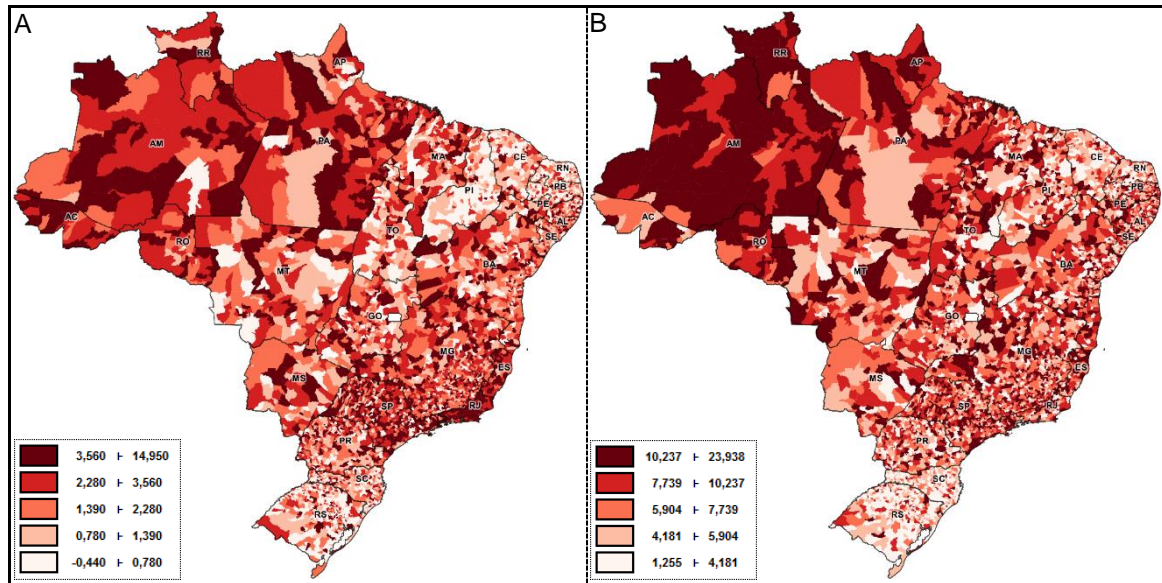 A
RR
AP
AM
PA
MA
CE
RN
PI
PB
PE
AC
AL
TO
SE
RO
BA
MT
GO
MG
ES
MS
SP
RJ
PR
SC
RS
3,560 ⊦ 14,950
2,280 ⊦ 3,560
1,390 ⊦ 2,280
0,780 ⊦ 1,390
-0,440 ⊦ 0,780
B
RR
AP
AM
PA
MA
CE
RN
PI
PB
PE
AC
AL
TO
SE
RO
BA
MT
GO
MG
ES
MS
SP
RJ
PR
SC
RS
10,237 ⊦ 23,938
7,739 ⊦ 10,237
5,904 ⊦ 7,739
4,181 ⊦ 5,904
1,255 ⊦ 4,181